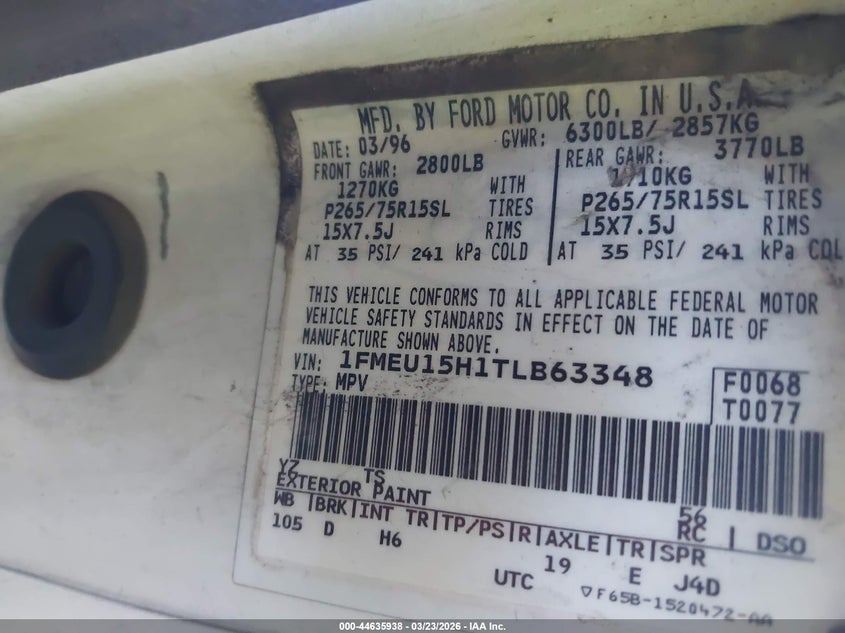 MFD. BY FORD MOTOR CO. IN U.S.A.
DATE: 03/96 GVWR: 6300LB/ 2857KG
FRONT GAWR: 2800LB REAR GAWR: 3770LB
1270KG WITH 1710KG WITH
P265/75R15SL TIRES P265/75R15SL TIRES
15X7.5J RIMS 15X7.5J RIMS
AT 35 PSI/ 241 kPa COLD AT 35 PSI/ 241 kPa COL
THIS VEHICLE CONFORMS TO ALL APPLICABLE FEDERAL MOTOR
VEHICLE SAFETY STANDARDS IN EFFECT ON THE DATE OF
MANUFACTURE SHOWN ABOVE.
VIN: 1FMEU15H1TLB63348 F0068
TYPE: MPV T0077
YZ TS 56
EXTERIOR PAINT RC DSO
WB BRK INT TR TP/PS R AXLE TR SPR
105 D H6 19 E J4D
UTC ▽F65B-1520472-AA
000-44635938 - 03/23/2026 - IAA Inc.